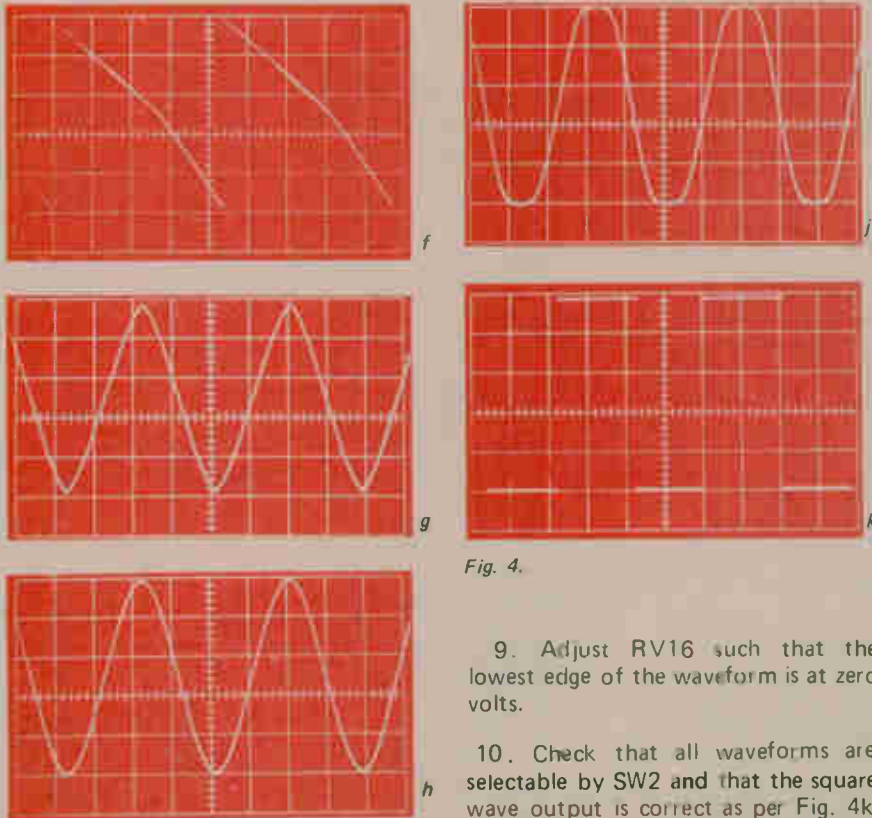 f
g
h
j
k
Fig. 4.
9. Adjust RV16 such that the
lowest edge of the waveform is at zero
volts.
10. Check that all waveforms are
selectable by SW2 and that the square
wave output is correct as per Fig. 4k